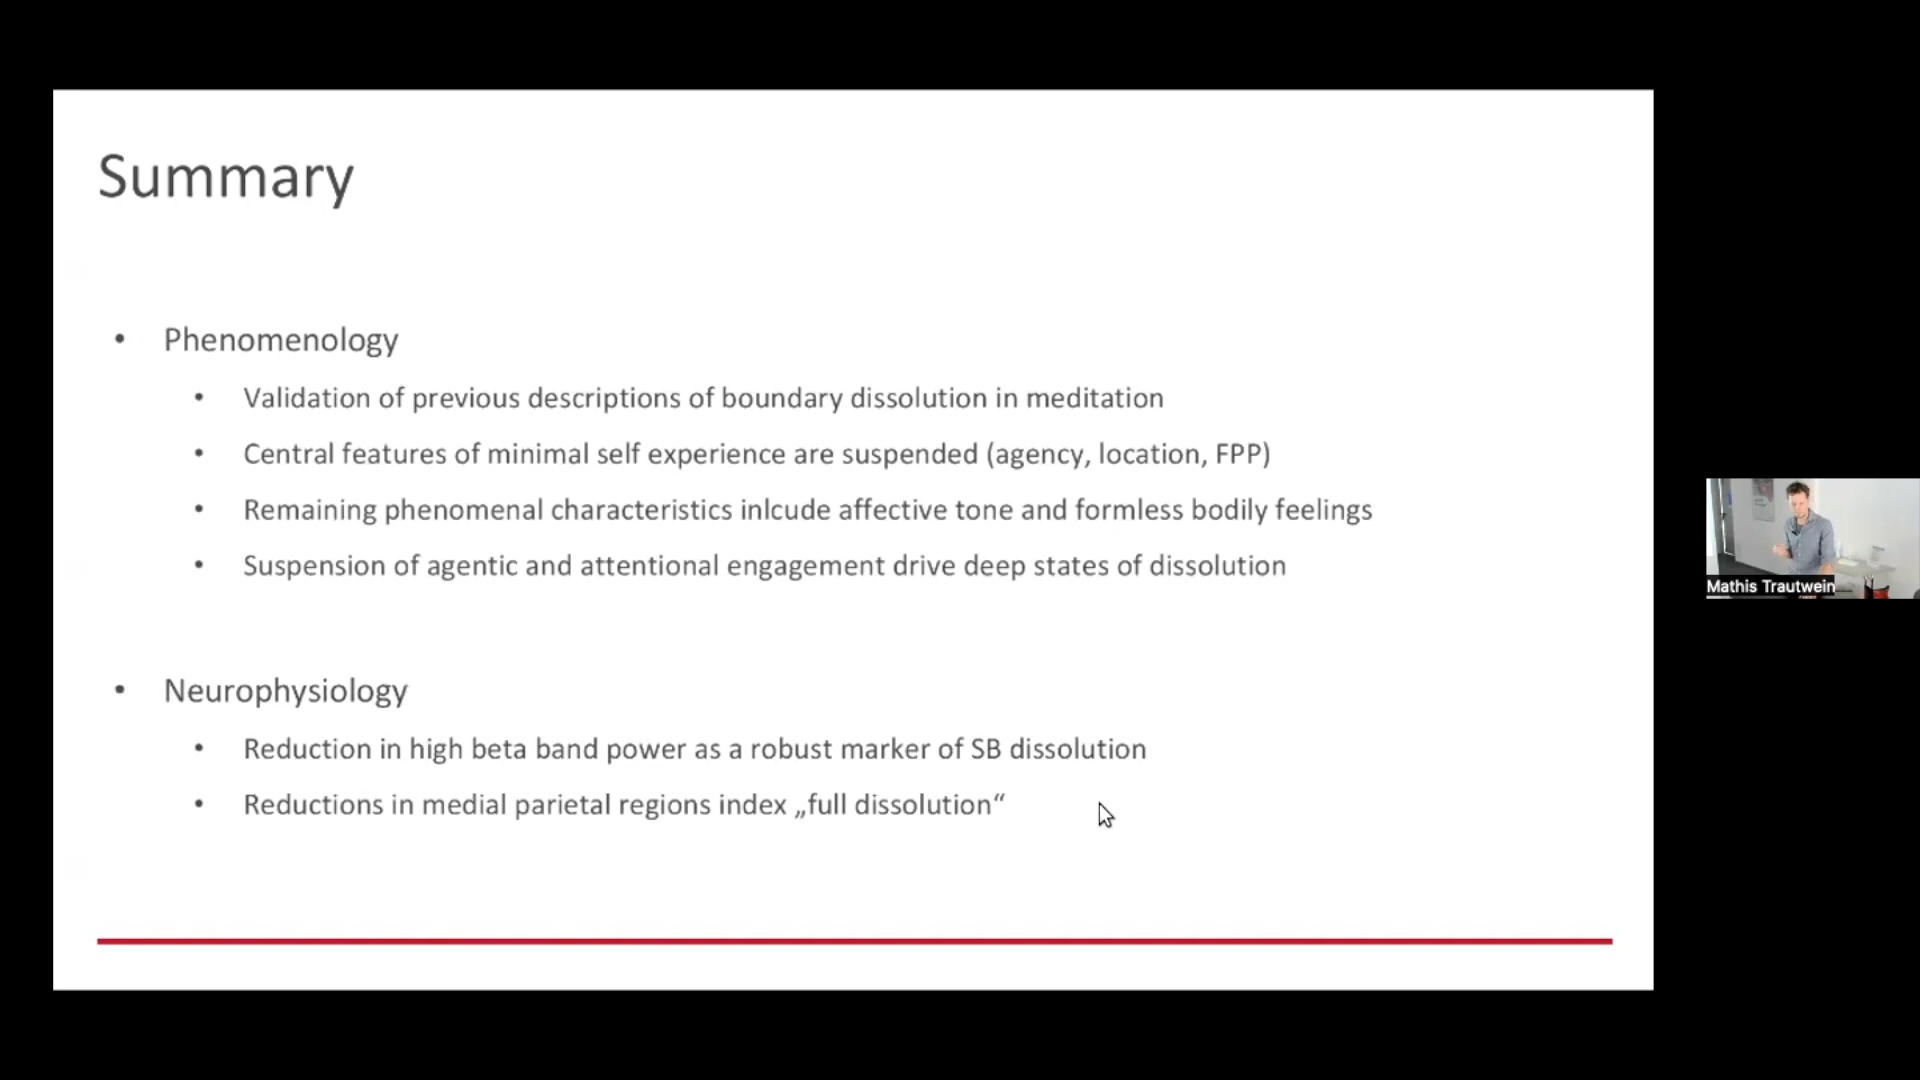 Summary
• Phenomenology
• Validation of previous descriptions of boundary dissolution in meditation
• Central features of minimal self experience are suspended (agency, location, FPP)
• Remaining phenomenal characteristics inlcude affective tone and formless bodily feelings
• Suspension of agentic and attentional engagement drive deep states of dissolution
• Neurophysiology
• Reduction in high beta band power as a robust marker of SB dissolution
• Reductions in medial parietal regions index „full dissolution“
Mathis Trautwein